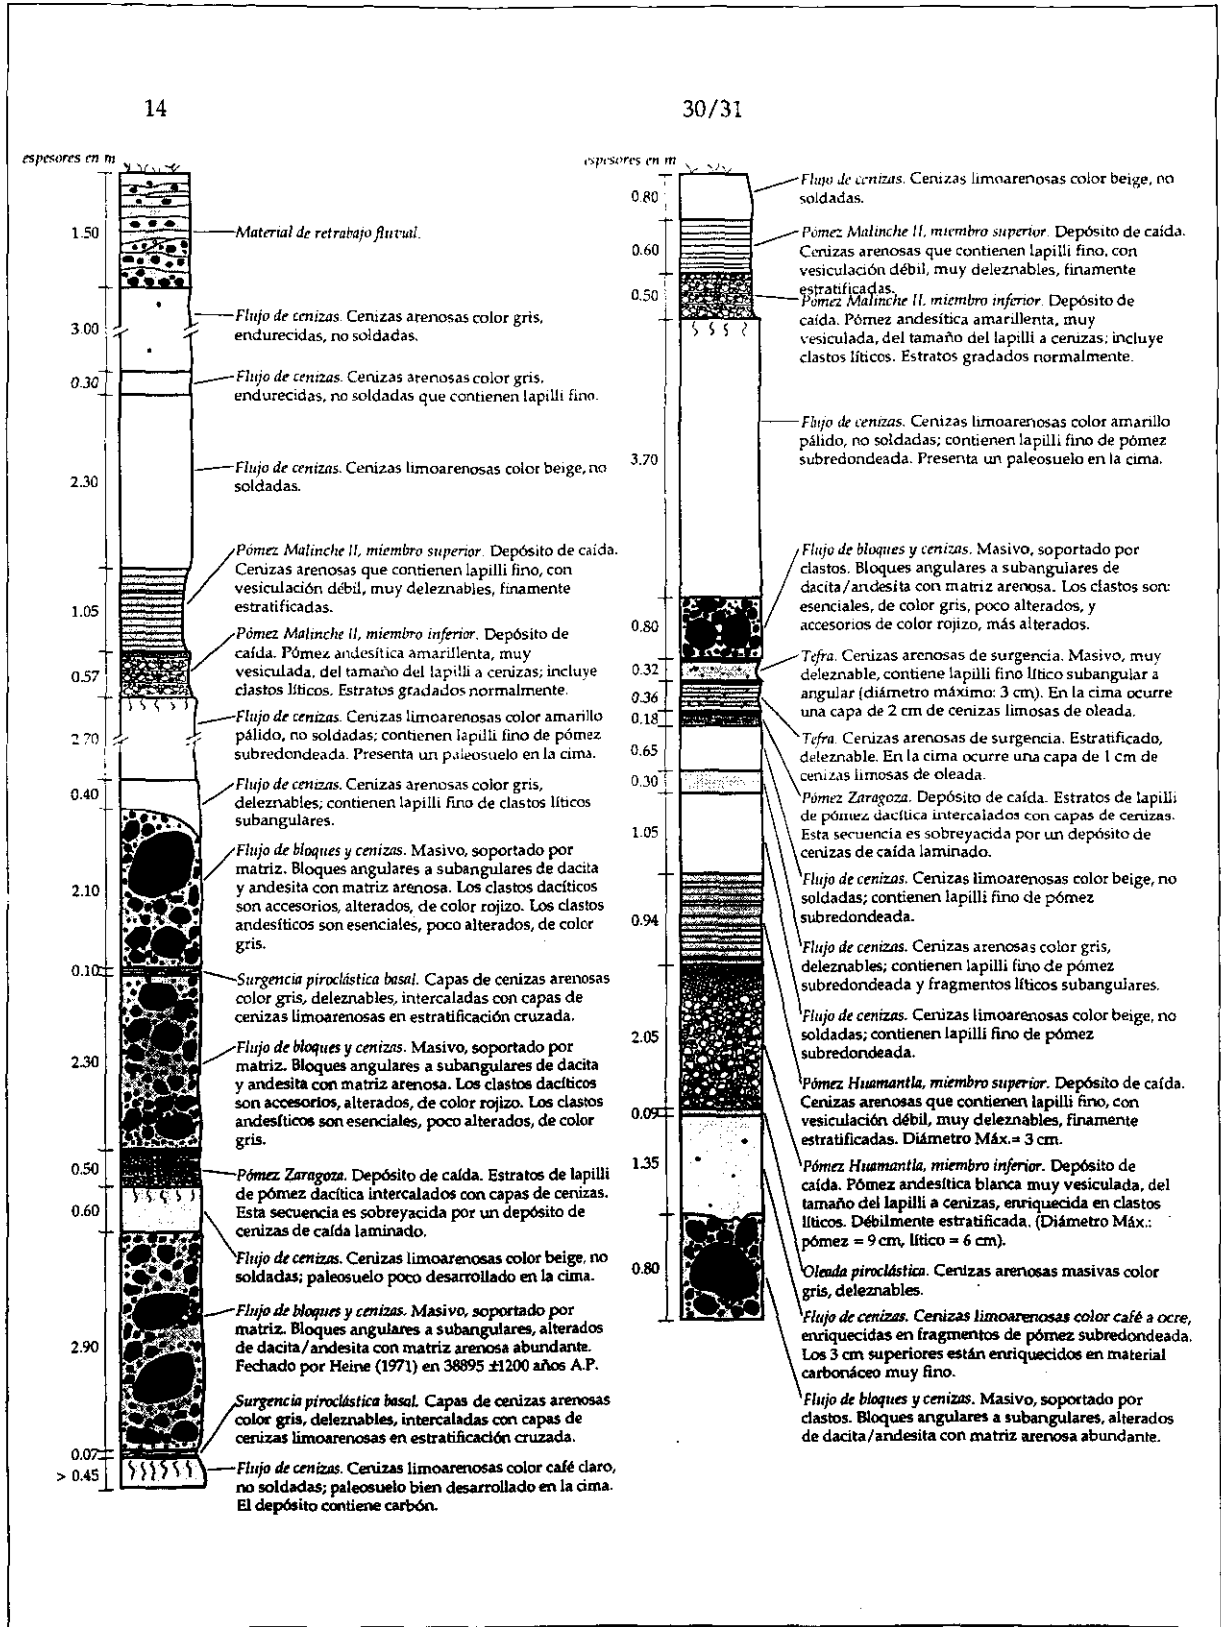 14
espesores en m
1.50
Material de retrabajo fluvial.
3.00
Flujo de cenizas. Cenizas arenosas color gris,
endurecidas, no soldadas.
0.30
Flujo de cenizas. Cenizas arenosas color gris,
endurecidas, no soldadas que contienen lapilli fino.
2.30
Flujo de cenizas. Cenizas limoarenosas color beige, no
soldadas.
1.05
Pómez Malinche II, miembro superior. Depósito de caída.
Cenizas arenosas que contienen lapilli fino, con
vesiculación débil, muy deleznables, finamente
estratificadas.
0.57
Pómez Malinche II, miembro inferior. Depósito de
caída. Pómez andesítica amarillenta, muy
vesiculada, del tamaño del lapilli a cenizas; incluye
clastos líticos. Estratos gradados normalmente.
2.70
Flujo de cenizas. Cenizas limoarenosas color amarillo
pálido, no soldadas; contienen lapilli fino de pómez
subredondeada. Presenta un paleosuelo en la cima.
0.40
Flujo de cenizas. Cenizas arenosas color gris,
deleznables; contienen lapilli fino de clastos líticos
subangulares.
2.10
Flujo de bloques y cenizas. Masivo, soportado por
matriz. Bloques angulares a subangulares de dacita
y andesita con matriz arenosa. Los clastos dacíticos
son accesorios, alterados, de color rojizo. Los clastos
andesíticos son esenciales, poco alterados, de color
gris.
0.10
Surgencia piroclástica basal. Capas de cenizas arenosas
color gris, deleznables, intercaladas con capas de
cenizas limoarenosas en estratificación cruzada.
2.30
Flujo de bloques y cenizas. Masivo, soportado por
matriz. Bloques angulares a subangulares de dacita
y andesita con matriz arenosa. Los clastos dacíticos
son accesorios, alterados, de color rojizo. Los clastos
andesíticos son esenciales, poco alterados, de color
gris.
0.50
Pómez Zaragoza. Depósito de caída. Estratos de lapilli
de pómez dacítica intercalados con capas de cenizas.
Esta secuencia es sobreyacida por un depósito de
cenizas de caída laminado.
0.60
Flujo de cenizas. Cenizas limoarenosas color beige, no
soldadas; paleosuelo poco desarrollado en la cima.
2.90
Flujo de bloques y cenizas. Masivo, soportado por
matriz. Bloques angulares a subangulares, alterados
de dacita/andesita con matriz arenosa abundante.
Fechado por Heine (1971) en 38895 ±1200 años A.P.
0.07
Surgencia piroclástica basal. Capas de cenizas arenosas
color gris, deleznables, intercaladas con capas de
cenizas limoarenosas en estratificación cruzada.
> 0.45
Flujo de cenizas. Cenizas limoarenosas color café claro,
no soldadas; paleosuelo bien desarrollado en la cima.
El depósito contiene carbón.
30/31
espesores en m
0.80
Flujo de cenizas. Cenizas limoarenosas color beige, no
soldadas.
0.60
Pómez Malinche II, miembro superior. Depósito de caída.
Cenizas arenosas que contienen lapilli fino, con
vesiculación débil, muy deleznables, finamente
estratificadas.
0.50
Pómez Malinche II, miembro inferior. Depósito de
caída. Pómez andesítica amarillenta, muy
vesiculada, del tamaño del lapilli a cenizas; incluye
clastos líticos. Estratos gradados normalmente.
3.70
Flujo de cenizas. Cenizas limoarenosas color amarillo
pálido, no soldadas; contienen lapilli fino de pómez
subredondeada. Presenta un paleosuelo en la cima.
0.80
Flujo de bloques y cenizas. Masivo, soportado por
clastos. Bloques angulares a subangulares de
dacita/andesita con matriz arenosa. Los clastos son:
esenciales, de color gris, poco alterados, y
accesorios de color rojizo, más alterados.
0.32
Tefra. Cenizas arenosas de surgencia. Masivo, muy
deleznable, contiene lapilli fino lítico subangular a
angular (diámetro máximo: 3 cm). En la cima ocurre
una capa de 2 cm de cenizas limosas de oleada.
0.36
Tefra. Cenizas arenosas de surgencia. Estratificado,
deleznable. En la cima ocurre una capa de 1 cm de
cenizas limosas de oleada.
0.18
Pómez Zaragoza. Depósito de caída. Estratos de lapilli
de pómez dacítica intercalados con capas de cenizas.
Esta secuencia es sobreyacida por un depósito de
cenizas de caída laminado.
0.65
Flujo de cenizas. Cenizas limoarenosas color beige, no
soldadas; contienen lapilli fino de pómez
subredondeada.
0.30
Flujo de cenizas. Cenizas arenosas color gris,
deleznables; contienen lapilli fino de pómez
subredondeada y fragmentos líticos subangulares.
1.05
Flujo de cenizas. Cenizas limoarenosas color beige, no
soldadas; contienen lapilli fino de pómez
subredondeada.
0.94
Pómez Huamantla, miembro superior. Depósito de caída.
Cenizas arenosas que contienen lapilli fino, con
vesiculación débil, muy deleznables, finamente
estratificadas. Diámetro Máx.= 3 cm.
2.05
Pómez Huamantla, miembro inferior. Depósito de
caída. Pómez andesítica blanca muy vesiculada, del
tamaño del lapilli a cenizas, enriquecida en clastos
líticos. Débilmente estratificada. (Diámetro Máx.:
pómez = 9 cm, lítico = 6 cm).
0.09
Oleada piroclástica. Cenizas arenosas masivas color
gris, deleznables.
1.35
Flujo de cenizas. Cenizas limoarenosas color café a ocre,
enriquecidas en fragmentos de pómez subredondeada.
Los 3 cm superiores están enriquecidos en material
carbonáceo muy fino.
0.80
Flujo de bloques y cenizas. Masivo, soportado por
clastos. Bloques angulares a subangulares, alterados
de dacita/andesita con matriz arenosa abundante.